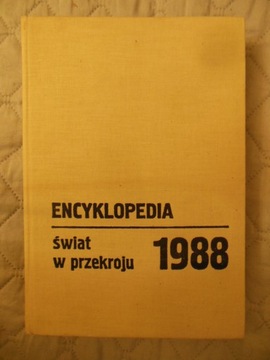 ENCYKLOPEDIA
świat
w przekroju 1988